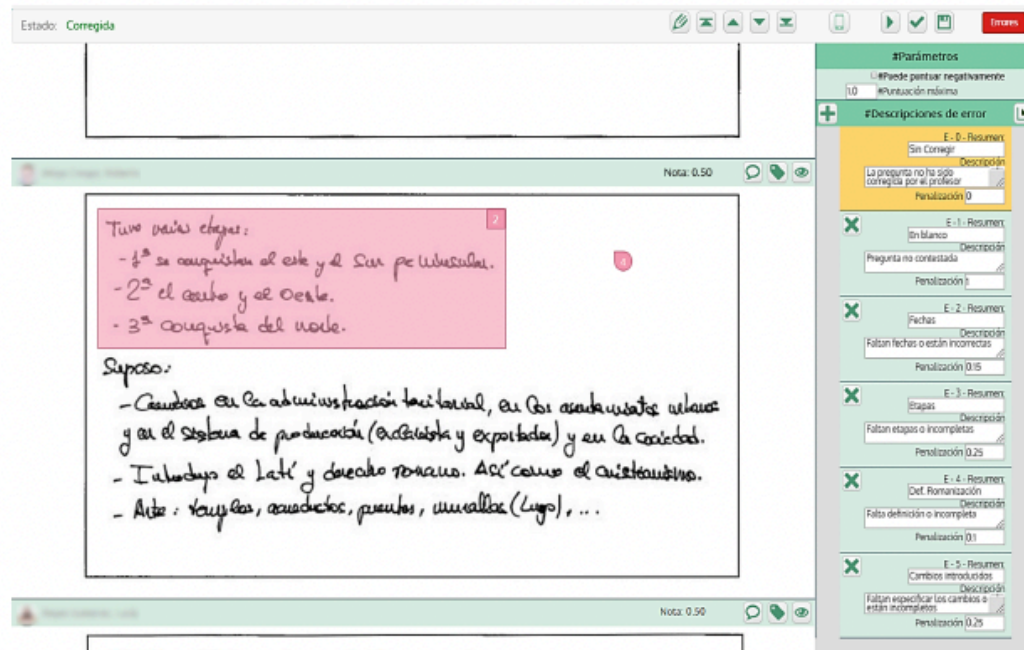 Estado: Corregida
Errores
#Parámetros
#Puede puntuar negativamente
1.0 #Puntuación máxima
#Descripciones de error
E - 0 - Resumen:
Sin Corregir
Descripción
La pregunta no ha sido
corregida por el profesor
Penalización 0
E - 1 - Resumen:
En blanco
Descripción
Pregunta no contestada
Penalización 1
E - 2 - Resumen:
Fechas
Descripción
Faltan fechas o están incorrectas
Penalización 0.15
E - 3 - Resumen:
Etapas
Descripción
Faltan etapas o incompletas
Penalización 0.25
E - 4 - Resumen:
Def. Romanización
Descripción
Falta definición o incompleta
Penalización 0.1
E - 5 - Resumen:
Cambios introducidos
Descripción
Faltan especificar los cambios o
están incompletos
Penalización 0.25
Nota: 0.50
2
4
Tuvo varias etapas:
- 1ª se conquistan el este y el Sur peninsular.
- 2ª el centro y el Oeste.
- 3ª Conquista del norte.
Supuso:
- Cambios en la administración territorial, en los asentamientos urbanos
y en el sistema de producción (esclavista y exportador) y en la sociedad.
- Introdujo el Latí y derecho romano. Así como el cristianismo.
- Arte: templos, acueductos, puentes, murallas (Lugo), ...
Nota: 0.50